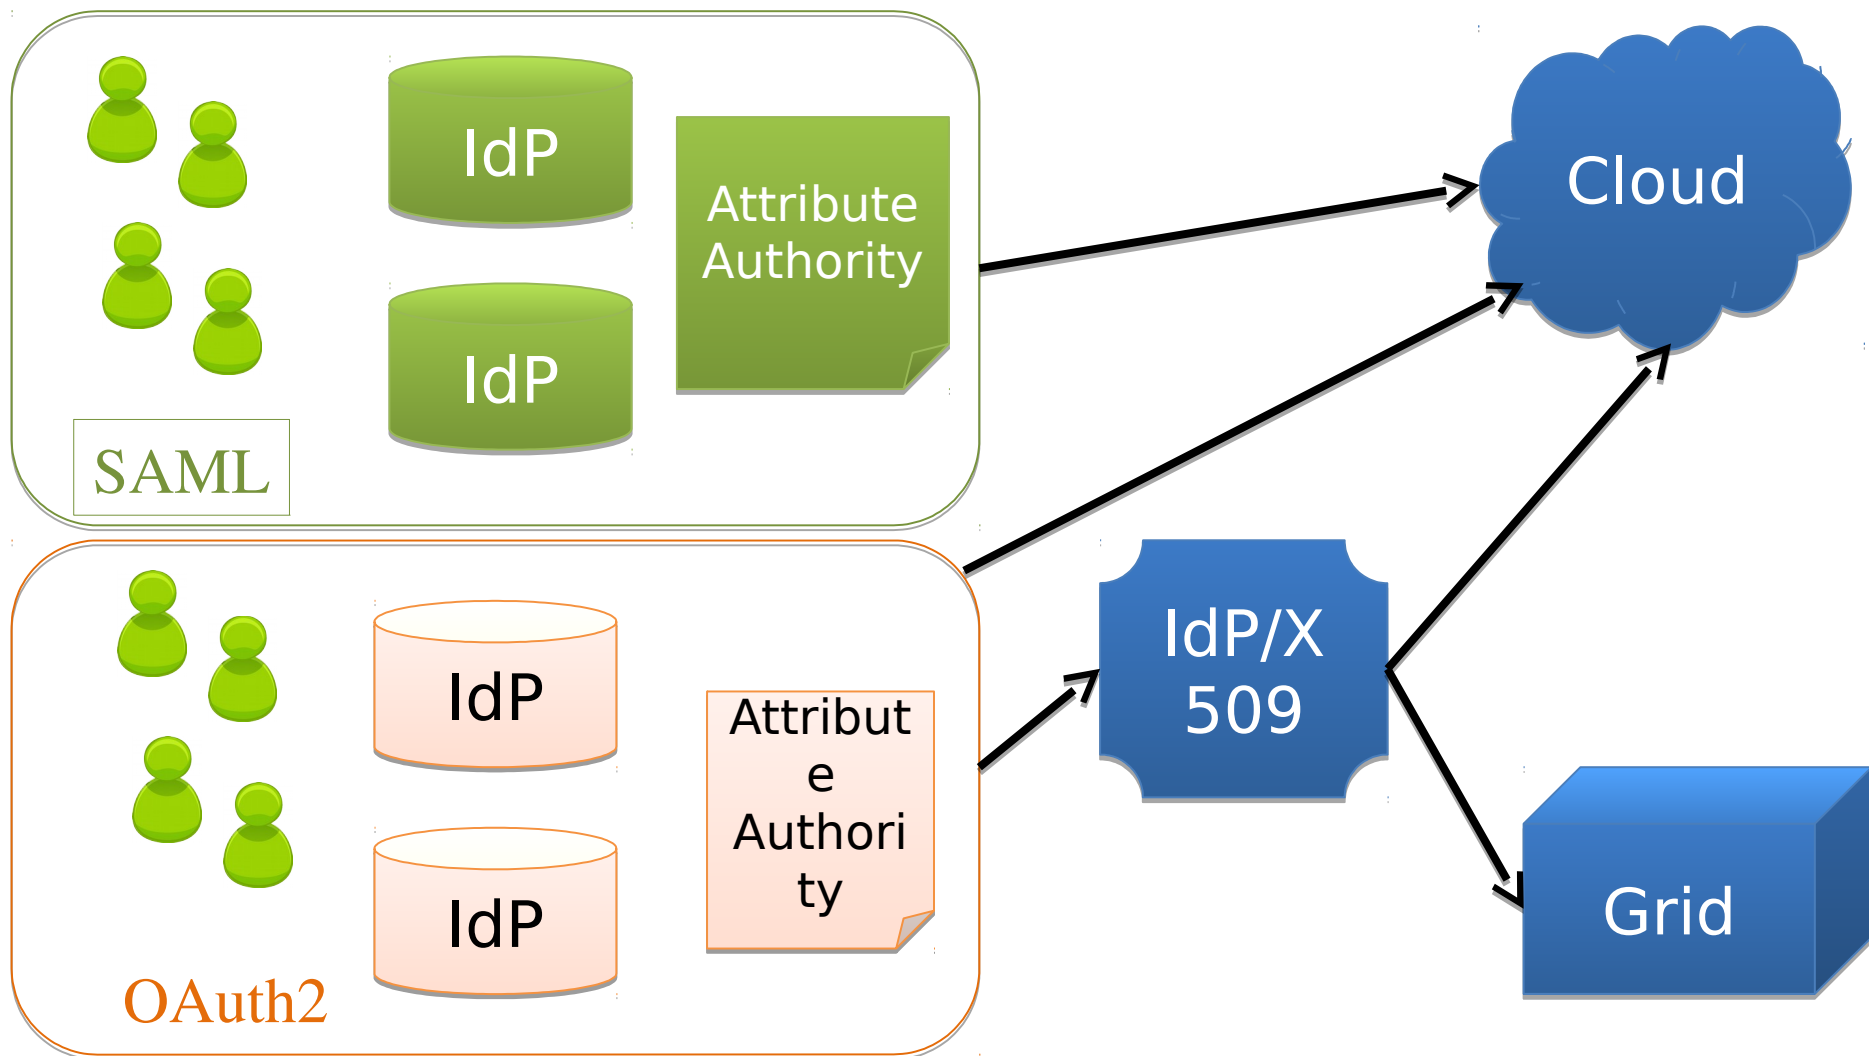 IdP
Attribute
Authority
IdP
SAML
Cloud
IdP
Attribut
e
Authori
ty
IdP
OAuth2
IdP/X
509
Grid